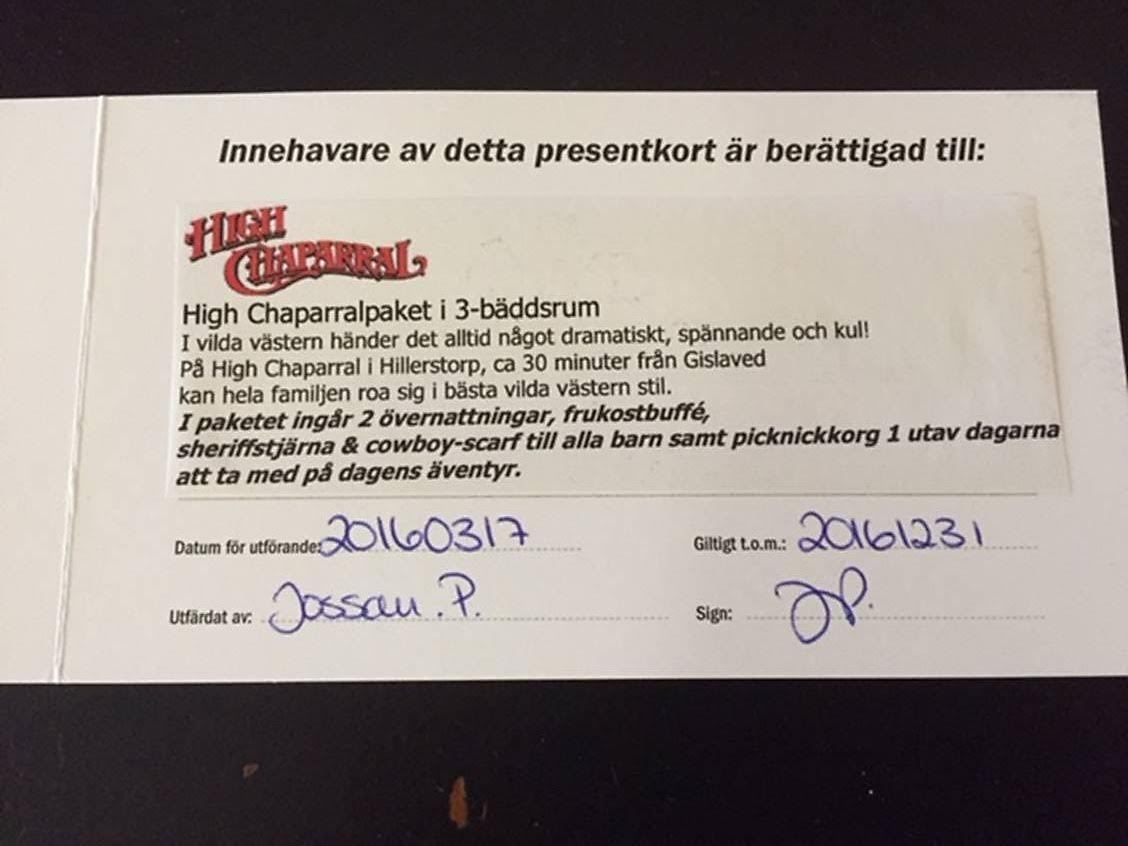 Innehavare av detta presentkort är berättigad till:
HIGH
CHAPARRAL
High Chaparralpaket i 3-bäddsrum
I vilda västern händer det alltid något dramatiskt, spännande och kul!
På High Chaparral i Hillerstorp, ca 30 minuter från Gislaved
kan hela familjen roa sig i bästa vilda västern stil.
I paketet ingår 2 övernattningar, frukostbuffé,
sheriffstjärna & cowboy-scarf till alla barn samt picknickkorg 1 utav dagarna
att ta med på dagens äventyr.
Datum för utförande: 20160317 Giltigt t.o.m.: 20161231
Utfärdat av: Jossan. P. Sign: JP.